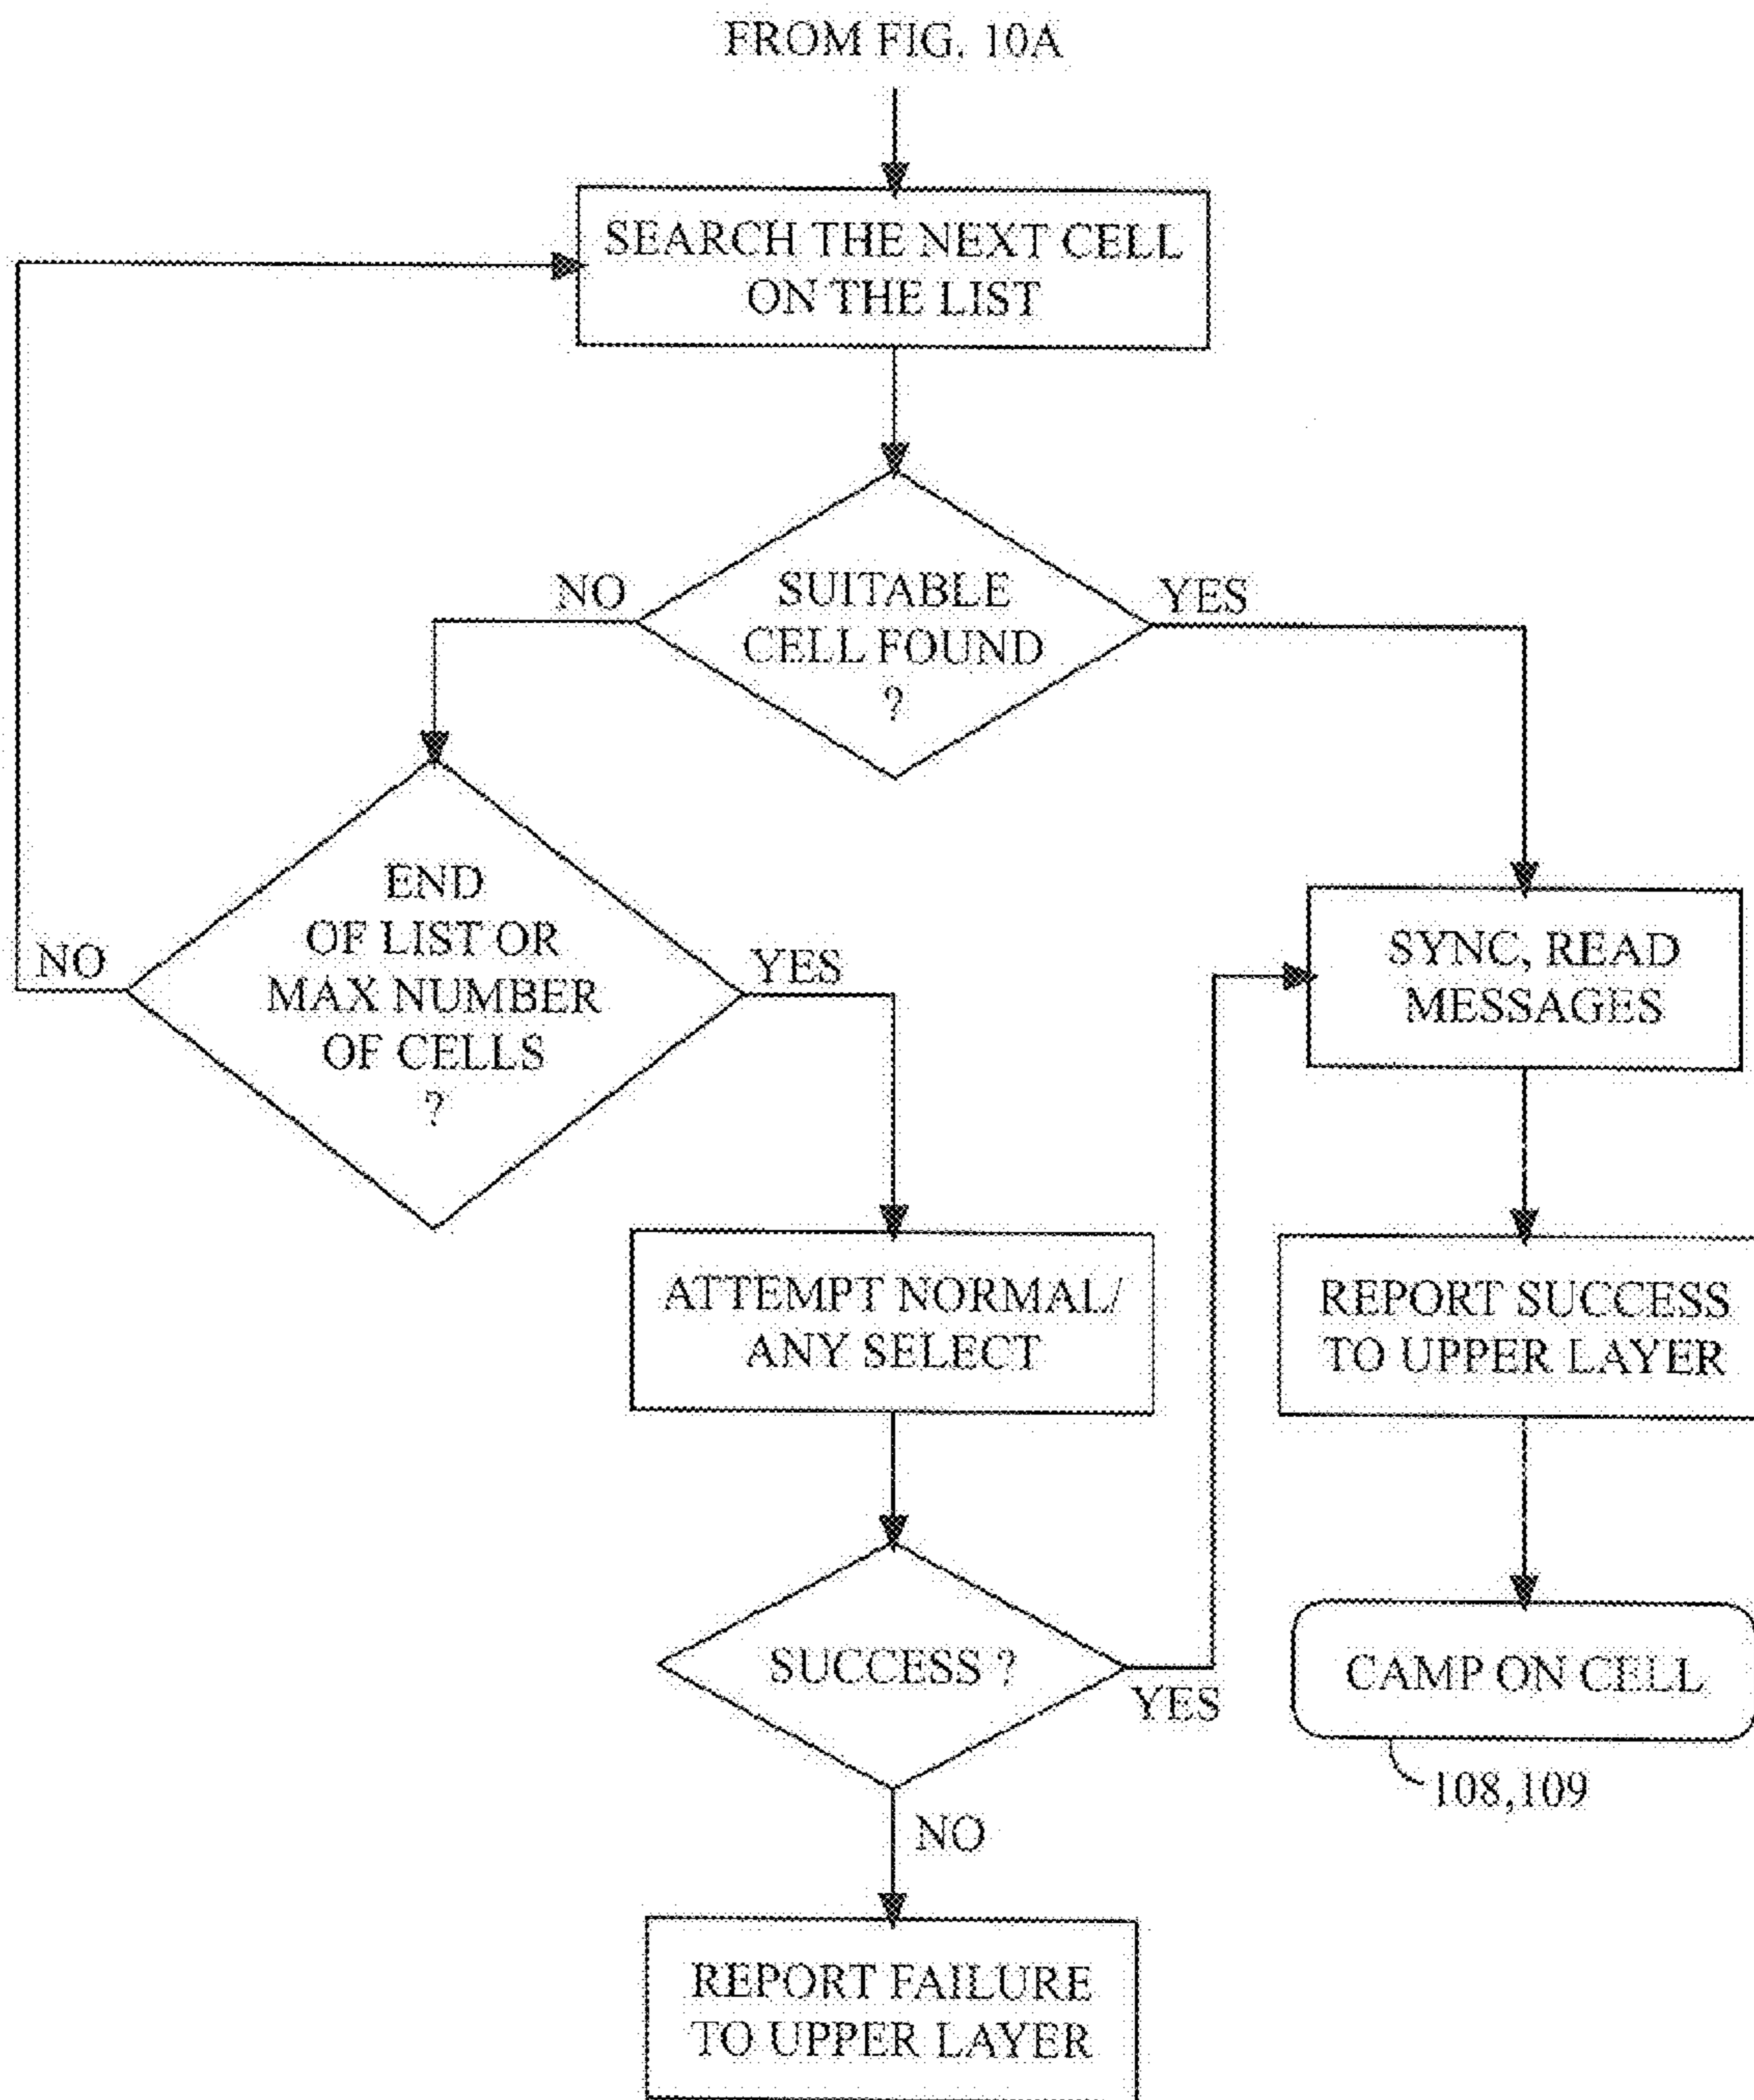 FROM FIG. 10A
SEARCH THE NEXT CELL
ON THE LIST
NO
SUITABLE
CELL FOUND
?
YES
END
OF LIST OR
MAX NUMBER
OF CELLS
?
NO
YES
SYNC, READ
MESSAGES
ATTEMPT NORMAL/
ANY SELECT
REPORT SUCCESS
TO UPPER LAYER
SUCCESS ?
YES
CAMP ON CELL
108,109
NO
REPORT FAILURE
TO UPPER LAYER